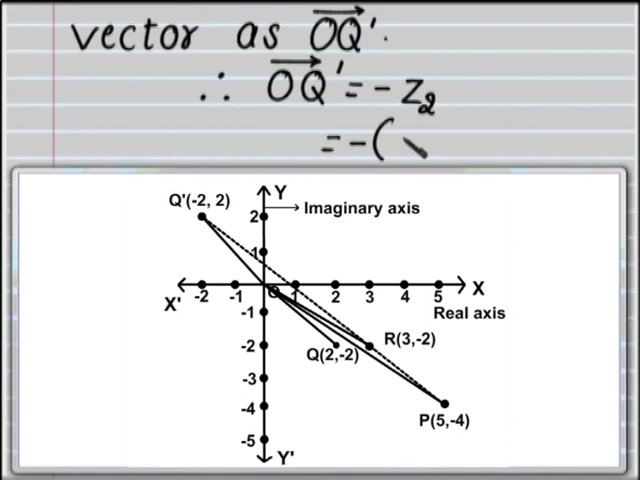 vector as OQ'.
∴ OQ' = - z₂
= -(
Y
Q'(-2, 2)
Imaginary axis
2
1
X' -2 -1 O 1 2 3 4 5 X
Real axis
-1
R(3,-2)
-2
Q(2,-2)
-3
-4
P(5,-4)
-5
Y'